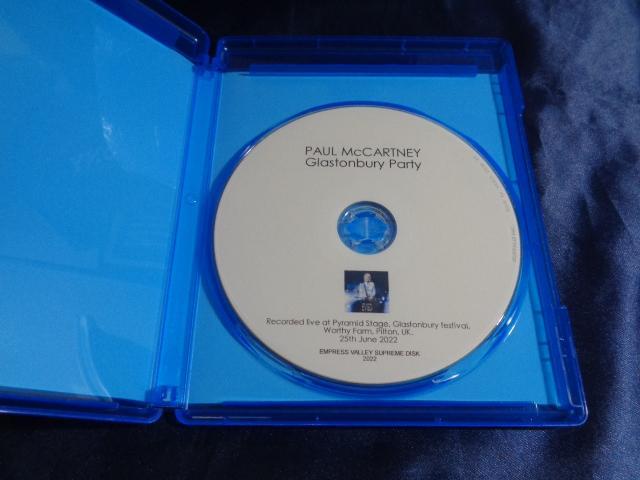 PAUL McCARTNEY
Glastonbury Party
Recorded live at Pyramid Stage, Glastonbury festival,
Worthy Farm, Pilton, UK.
25th June 2022
EMPRESS VALLEY SUPREME DISK
2022